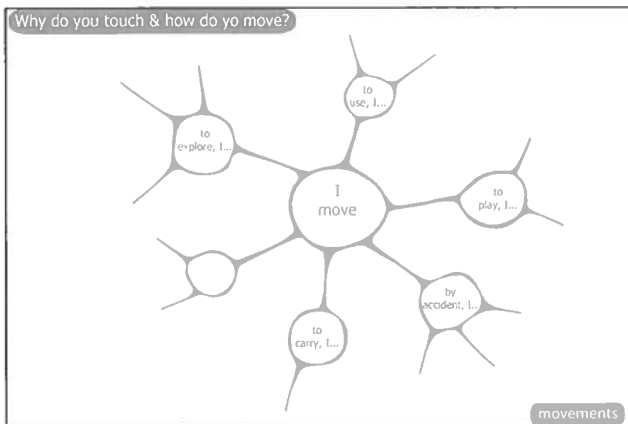 Why do you touch & how do yo move?
to
use, I...
to
explore, I...
I
move
to
play, I...
by
accident, I...
to
carry, I...
movements